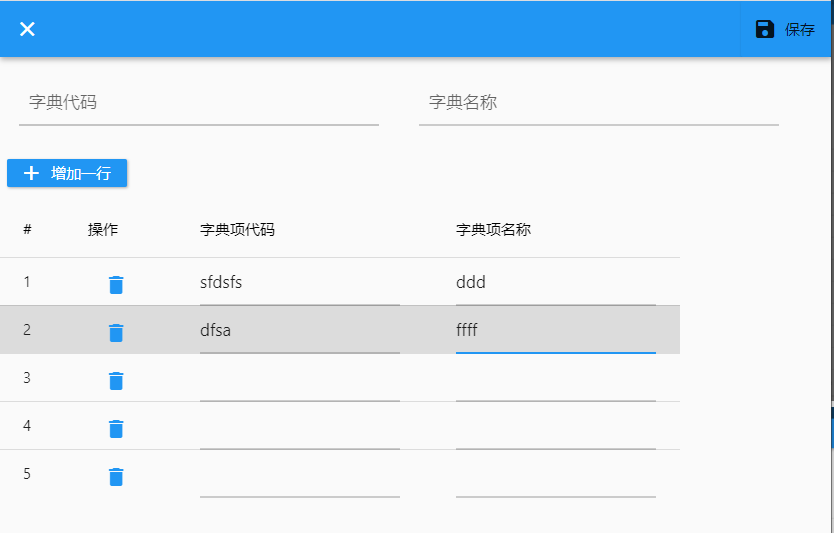 保存
字典代码 字典名称
增加一行
# 操作 字典项代码 字典项名称
1 sfdsfs ddd
2 dfsa ffff
3
4
5